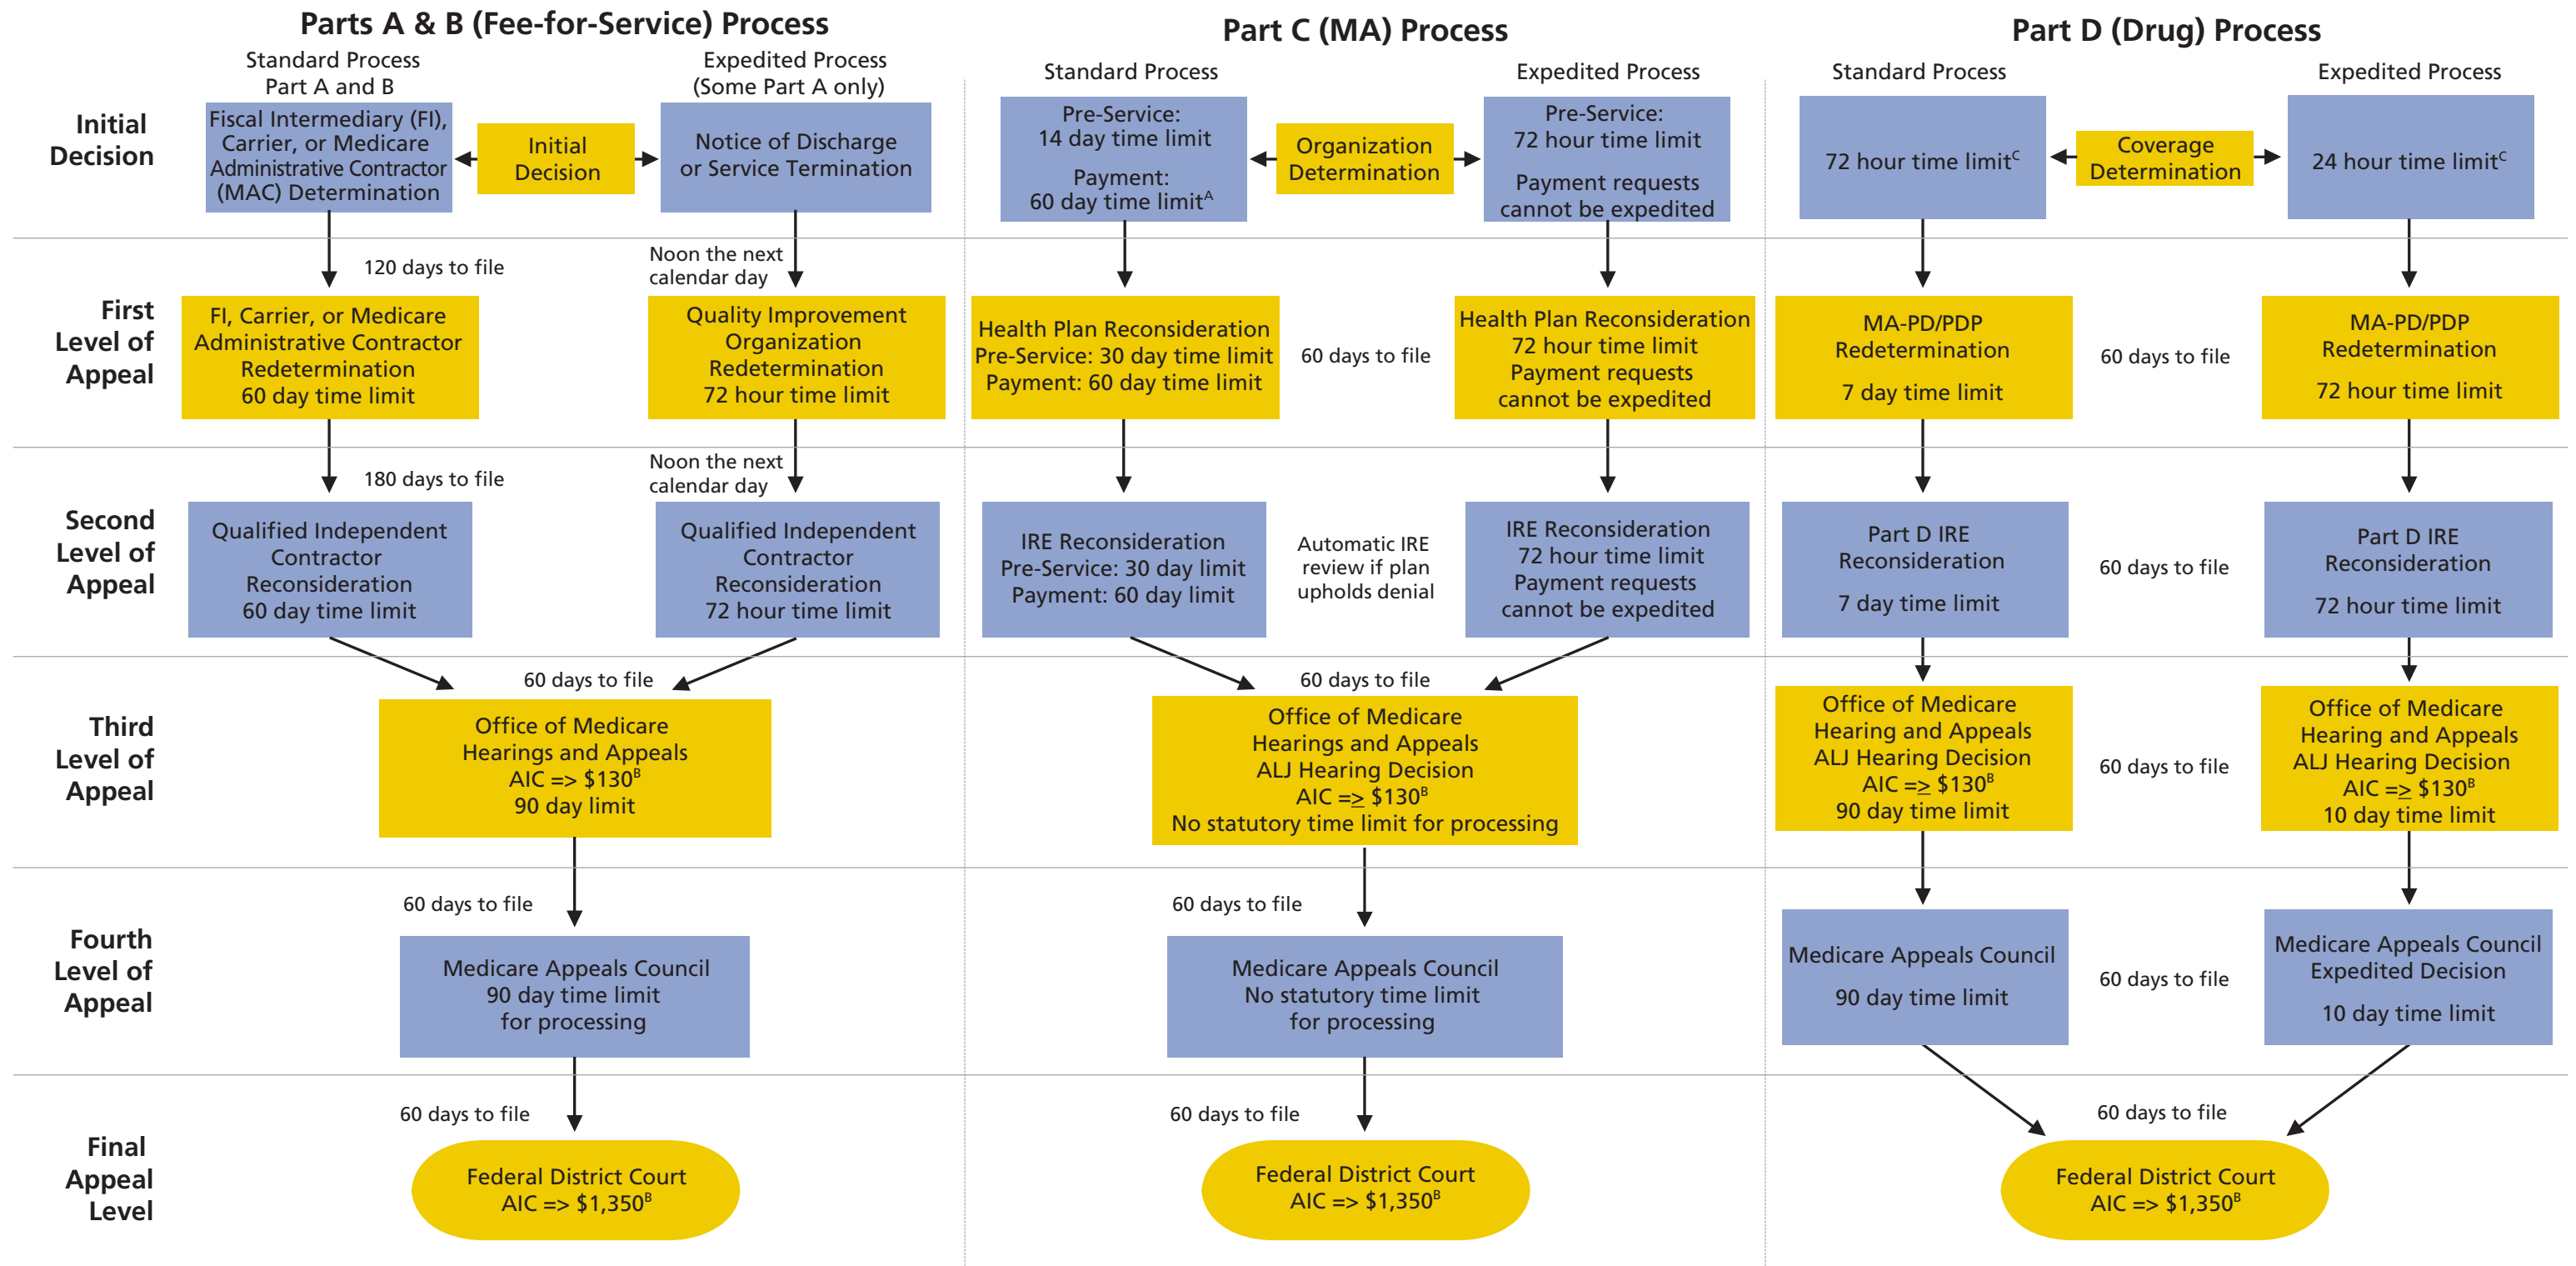 Parts A & B (Fee-for-Service) Process
Part C (MA) Process
Part D (Drug) Process
Standard Process
Part A and B
Expedited Process
(Some Part A only)
Standard Process
Expedited Process
Standard Process
Expedited Process
Initial
Decision
Fiscal Intermediary (FI),
Carrier, or Medicare
Administrative Contractor
(MAC) Determination
Initial
Decision
Notice of Discharge
or Service Termination
Pre-Service:
14 day time limit
Payment:
60 day time limitA
Organization
Determination
Pre-Service:
72 hour time limit
Payment requests
cannot be expedited
72 hour time limitC
Coverage
Determination
24 hour time limitC
120 days to file
Noon the next
calendar day
First
Level of
Appeal
FI, Carrier, or Medicare
Administrative Contractor
Redetermination
60 day time limit
Quality Improvement
Organization
Redetermination
72 hour time limit
Health Plan Reconsideration
Pre-Service: 30 day time limit
Payment: 60 day time limit
60 days to file
Health Plan Reconsideration
72 hour time limit
Payment requests
cannot be expedited
MA-PD/PDP
Redetermination
7 day time limit
60 days to file
MA-PD/PDP
Redetermination
72 hour time limit
180 days to file
Noon the next
calendar day
Second
Level of
Appeal
Qualified Independent
Contractor
Reconsideration
60 day time limit
Qualified Independent
Contractor
Reconsideration
72 hour time limit
IRE Reconsideration
Pre-Service: 30 day limit
Payment: 60 day limit
Automatic IRE
review if plan
upholds denial
IRE Reconsideration
72 hour time limit
Payment requests
cannot be expedited
Part D IRE
Reconsideration
7 day time limit
60 days to file
Part D IRE
Reconsideration
72 hour time limit
60 days to file
60 days to file
Third
Level of
Appeal
Office of Medicare
Hearings and Appeals
AIC => $130B
90 day limit
Office of Medicare
Hearings and Appeals
ALJ Hearing Decision
AIC =≥ $130B
No statutory time limit for processing
Office of Medicare
Hearing and Appeals
ALJ Hearing Decision
AIC =≥ $130B
90 day time limit
60 days to file
Office of Medicare
Hearing and Appeals
ALJ Hearing Decision
AIC =≥ $130B
10 day time limit
60 days to file
60 days to file
Fourth
Level of
Appeal
Medicare Appeals Council
90 day time limit
for processing
Medicare Appeals Council
No statutory time limit
for processing
Medicare Appeals Council
90 day time limit
60 days to file
Medicare Appeals Council
Expedited Decision
10 day time limit
60 days to file
60 days to file
60 days to file
Final
Appeal
Level
Federal District Court
AIC => $1,350B
Federal District Court
AIC => $1,350B
Federal District Court
AIC => $1,350B